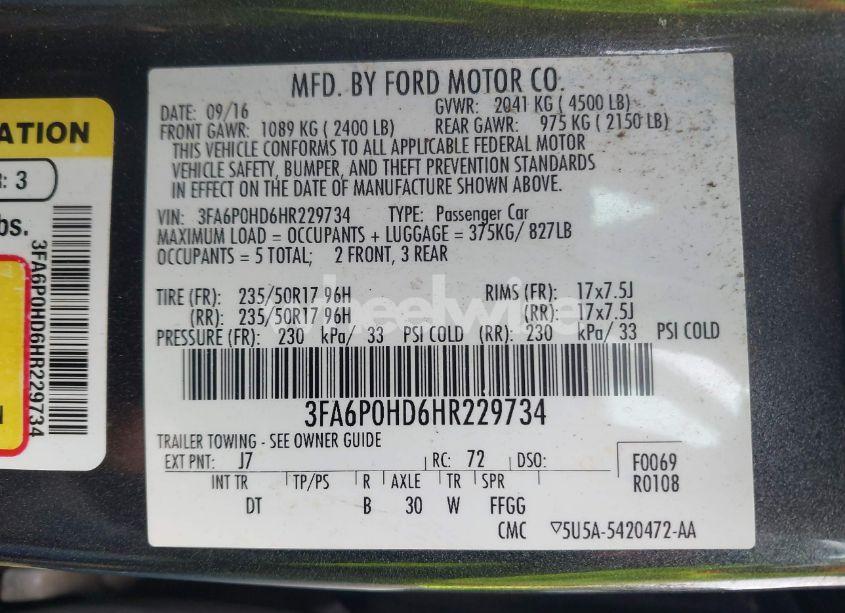 MFD. BY FORD MOTOR CO.
DATE: 09/16 GVWR: 2041 KG ( 4500 LB)
FRONT GAWR: 1089 KG ( 2400 LB) REAR GAWR: 975 KG ( 2150 LB)
THIS VEHICLE CONFORMS TO ALL APPLICABLE FEDERAL MOTOR
VEHICLE SAFETY, BUMPER, AND THEFT PREVENTION STANDARDS
IN EFFECT ON THE DATE OF MANUFACTURE SHOWN ABOVE.
VIN: 3FA6P0HD6HR229734 TYPE: Passenger Car
MAXIMUM LOAD = OCCUPANTS + LUGGAGE = 375KG/ 827LB
OCCUPANTS = 5 TOTAL; 2 FRONT, 3 REAR
TIRE (FR): 235/50R17 96H RIMS (FR): 17x7.5J
(RR): 235/50R17 96H (RR): 17x7.5J
PRESSURE (FR): 230 kPa/ 33 PSI COLD (RR): 230 kPa/ 33 PSI COLD
3FA6P0HD6HR229734
TRAILER TOWING - SEE OWNER GUIDE
EXT PNT: J7 RC: 72 DSO: F0069
INT TR TP/PS R AXLE TR SPR R0108
DT B 30 W FFGG
CMC ▽5U5A-5420472-AA
ATION
R: 3
bs.
3FA6P0HD6HR229734
N
wheelwise